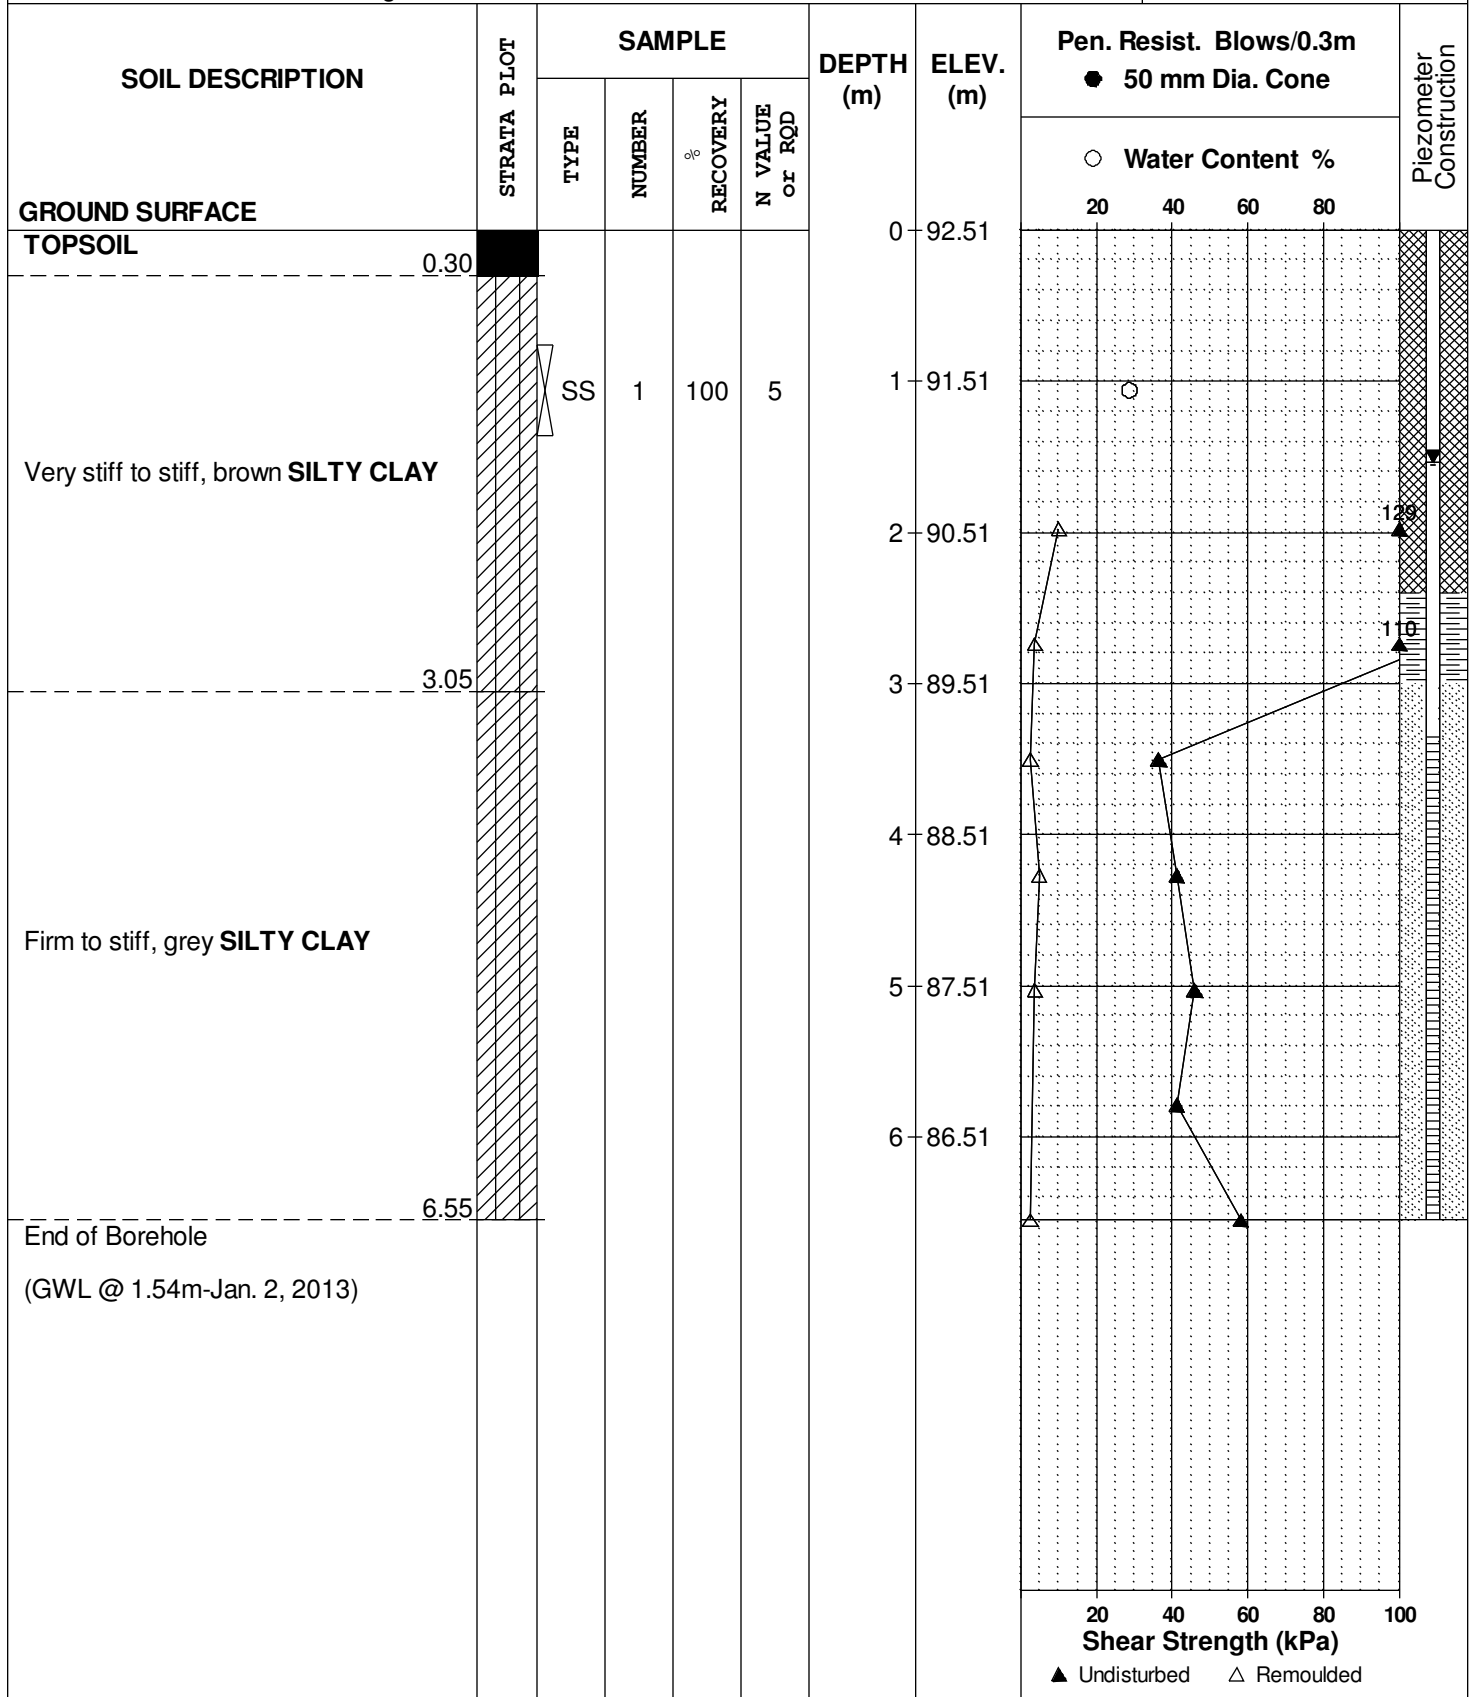 SOIL DESCRIPTION
GROUND SURFACE
STRATA PLOT
SAMPLE
TYPE
NUMBER
%
RECOVERY
N VALUE
or RQD
DEPTH
(m)
ELEV.
(m)
Pen. Resist. Blows/0.3m
● 50 mm Dia. Cone
○ Water Content %
20 40 60 80
Piezometer
Construction
TOPSOIL
0.30
0 92.51
SS 1 100 5
1 91.51
Very stiff to stiff, brown SILTY CLAY
129
2 90.51
110
3.05
3 89.51
4 88.51
Firm to stiff, grey SILTY CLAY
5 87.51
6 86.51
6.55
End of Borehole
(GWL @ 1.54m-Jan. 2, 2013)
20 40 60 80 100
Shear Strength (kPa)
▲ Undisturbed △ Remoulded